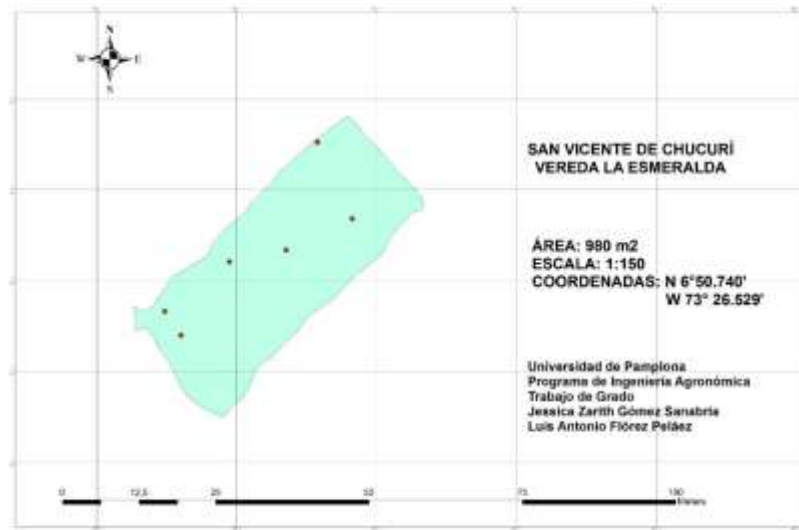 N
W E
S
SAN VICENTE DE CHUCURÍ
VEREDA LA ESMERALDA
ÁREA: 980 m2
ESCALA: 1:150
COORDENADAS: N 6°50.740'
W 73° 26.529'
Universidad de Pamplona
Programa de Ingeniería Agronómica
Trabajo de Grado
Jessica Zarith Gómez Sanabria
Luis Antonio Flórez Peláez
0 12,5 25 50 75 100
Meters